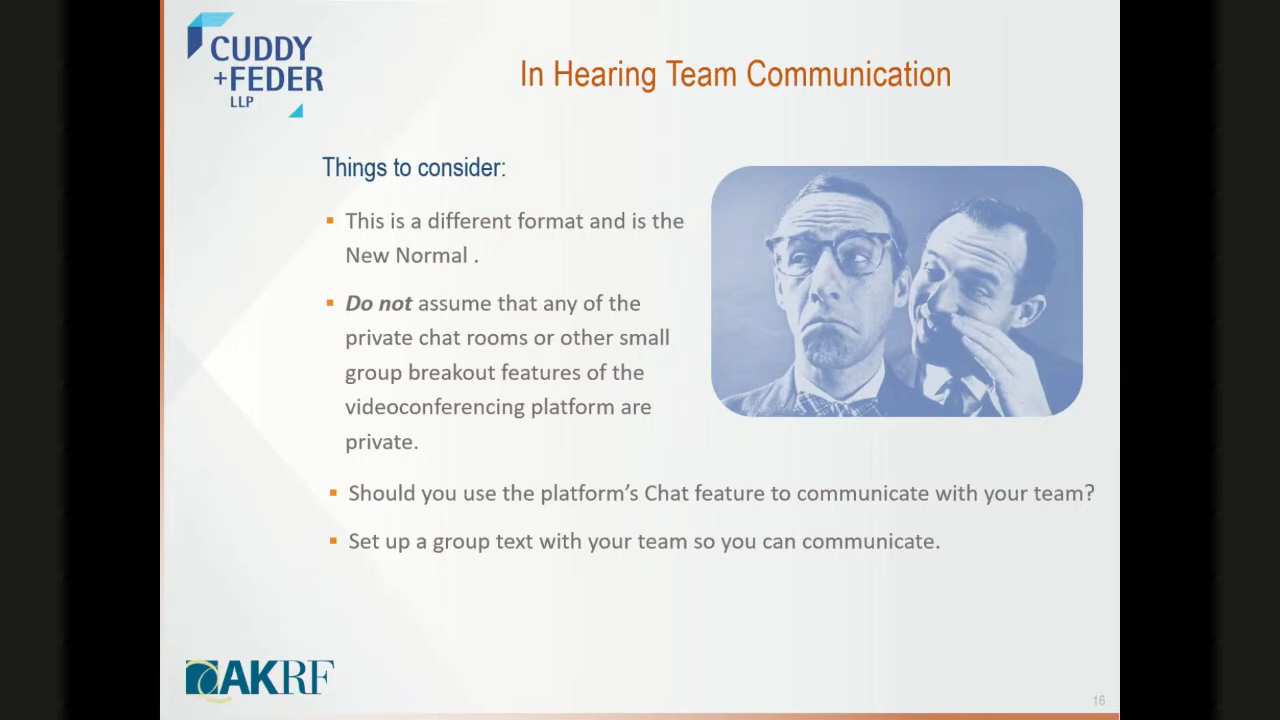 CUDDY
+FEDER
LLP
In Hearing Team Communication
Things to consider:
▪ This is a different format and is the
New Normal .
▪ Do not assume that any of the
private chat rooms or other small
group breakout features of the
videoconferencing platform are
private.
▪ Should you use the platform’s Chat feature to communicate with your team?
▪ Set up a group text with your team so you can communicate.
AKRF
16